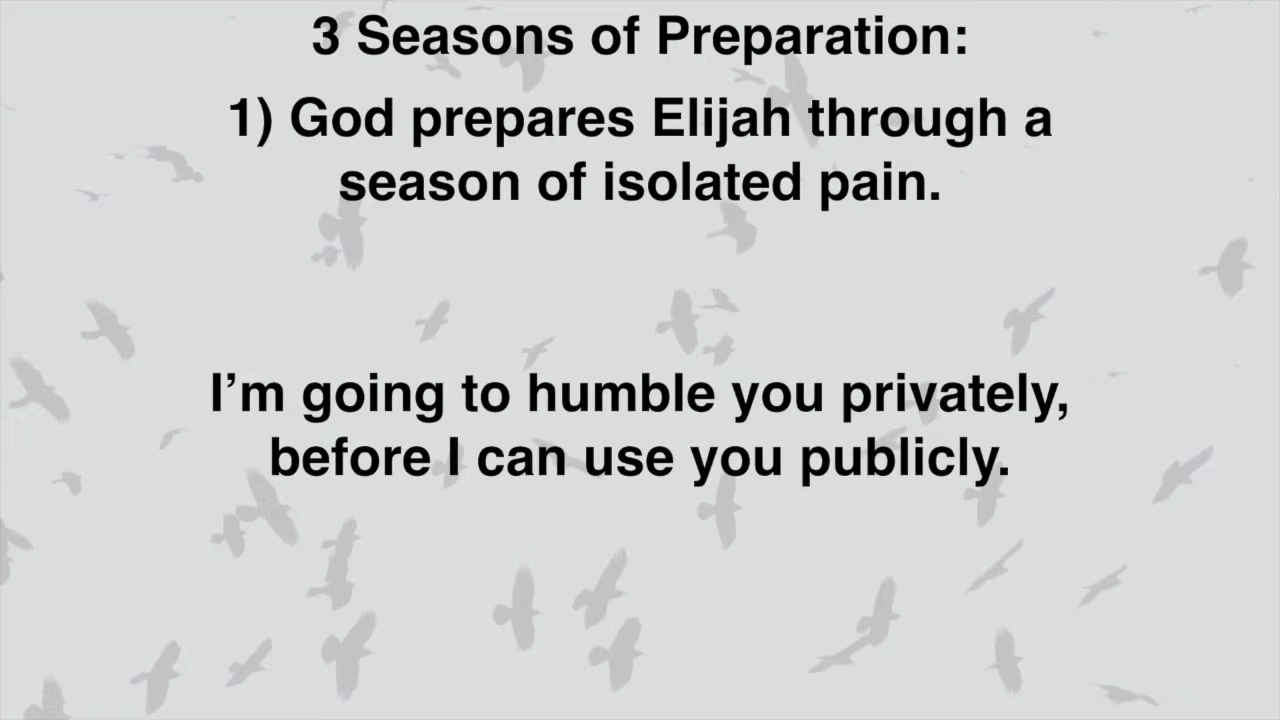 3 Seasons of Preparation:
1) God prepares Elijah through a
season of isolated pain.
I’m going to humble you privately,
before I can use you publicly.